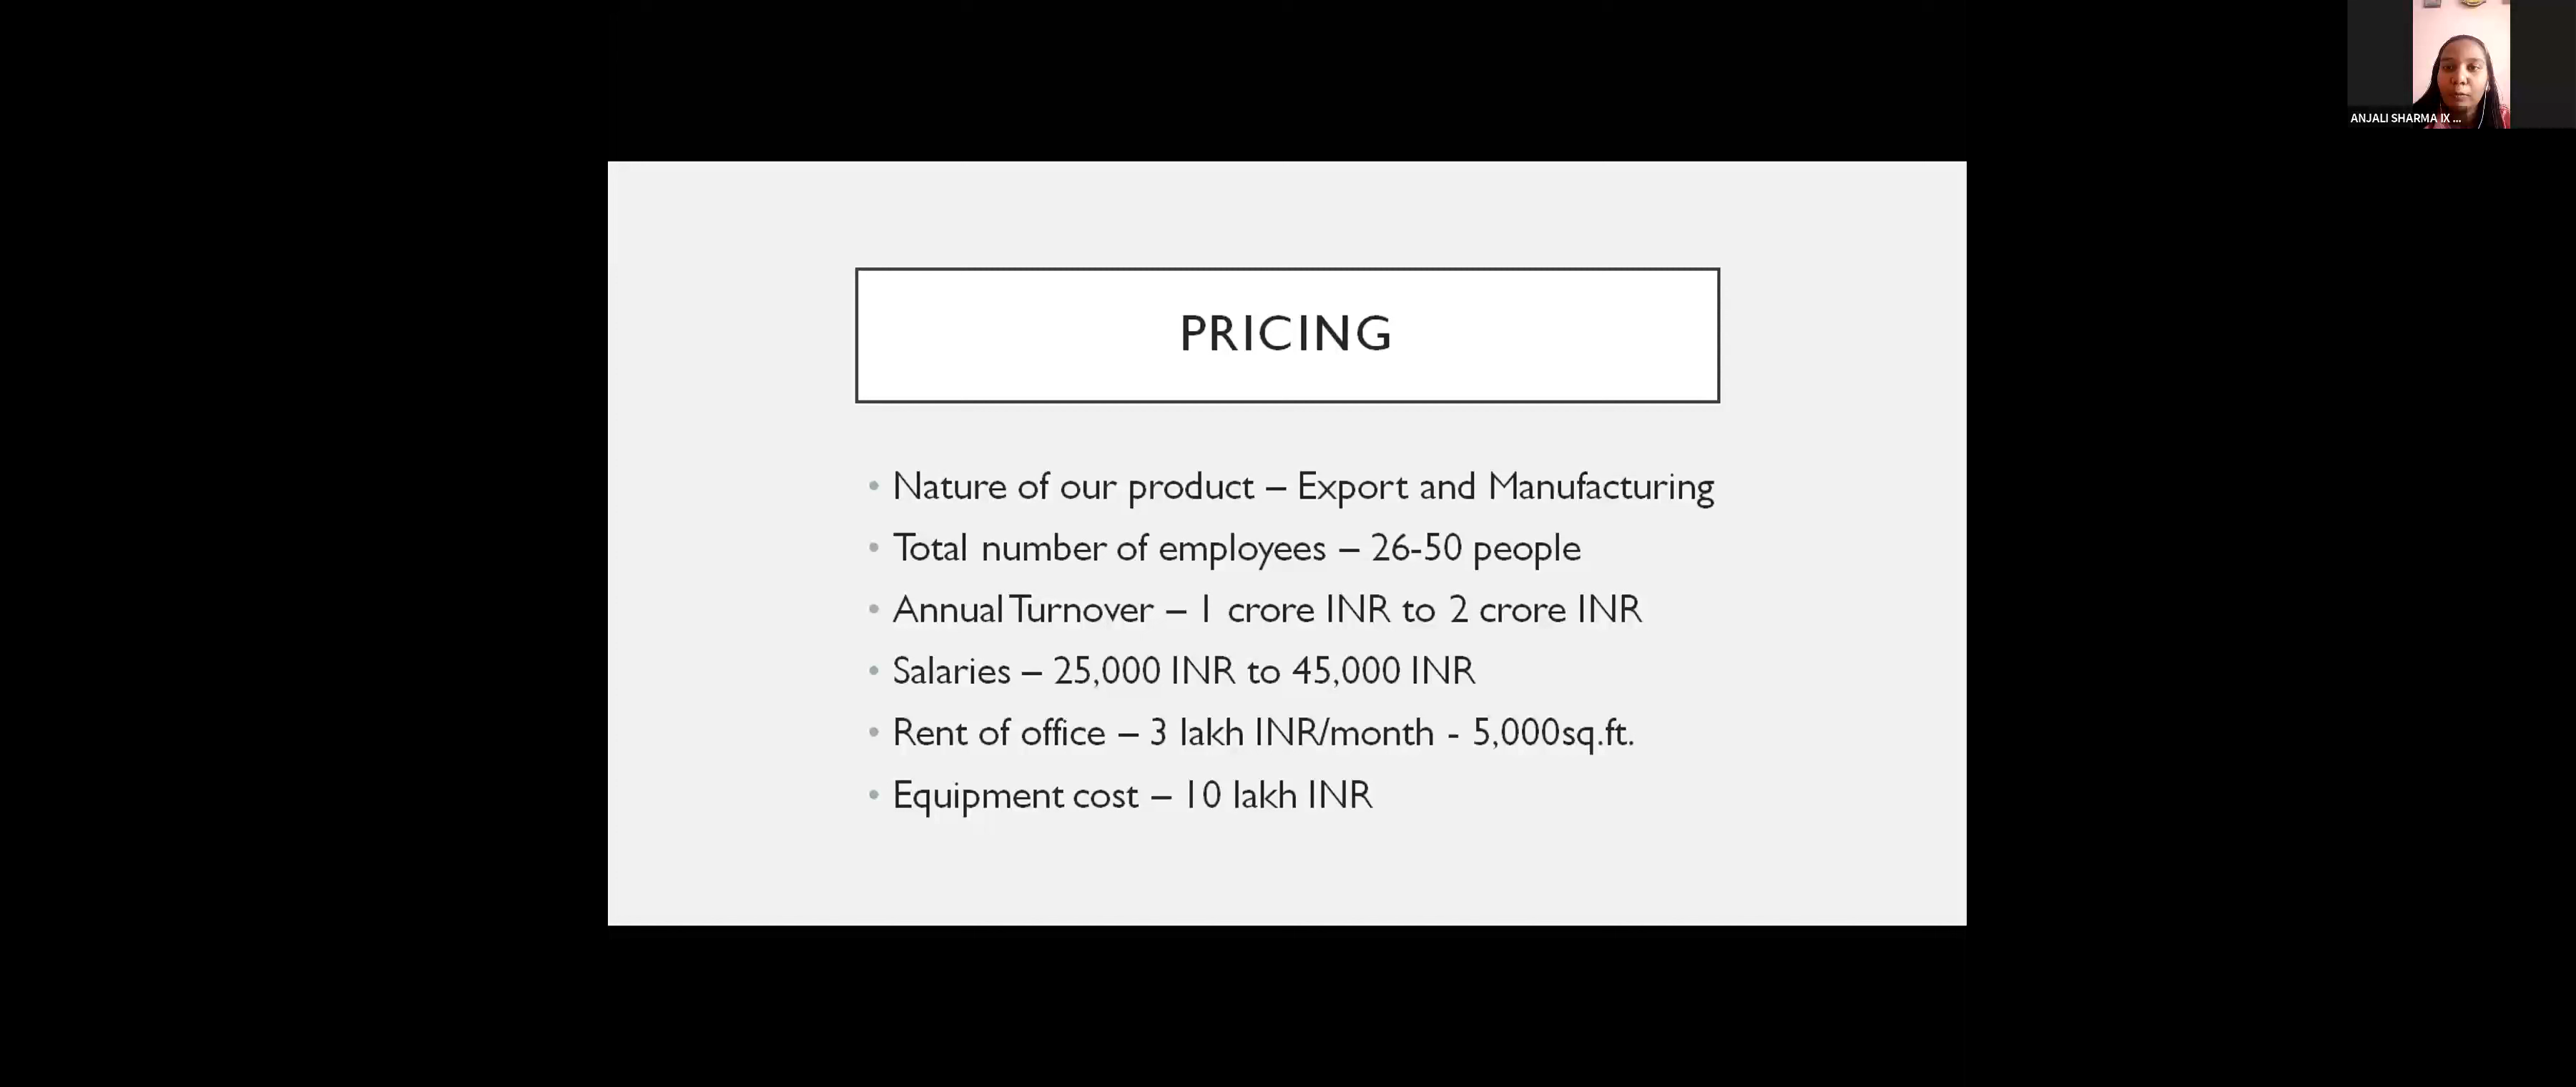 ANJALI SHARMA IX ...
PRICING
• Nature of our product – Export and Manufacturing
• Total number of employees – 26-50 people
• Annual Turnover – 1 crore INR to 2 crore INR
• Salaries – 25,000 INR to 45,000 INR
• Rent of office – 3 lakh INR/month - 5,000sq.ft.
• Equipment cost – 10 lakh INR